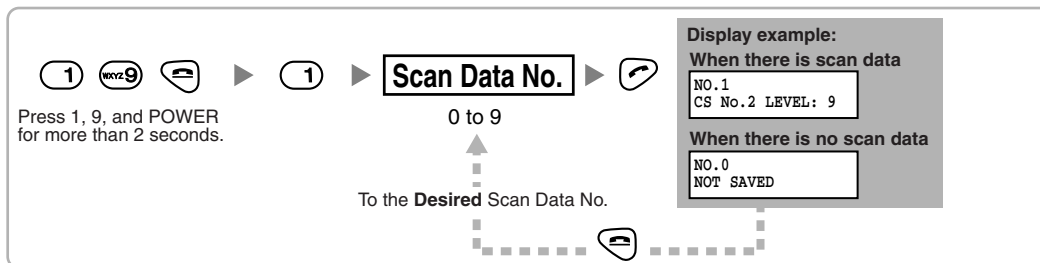 1) WXYZ9
Press 1, 9, and POWER
for more than 2 seconds.
1)
Scan Data No.
0 to 9
To the Desired Scan Data No.
Display example:
When there is scan data
NO.1
CS No.2 LEVEL: 9
When there is no scan data
NO.0
NOT SAVED